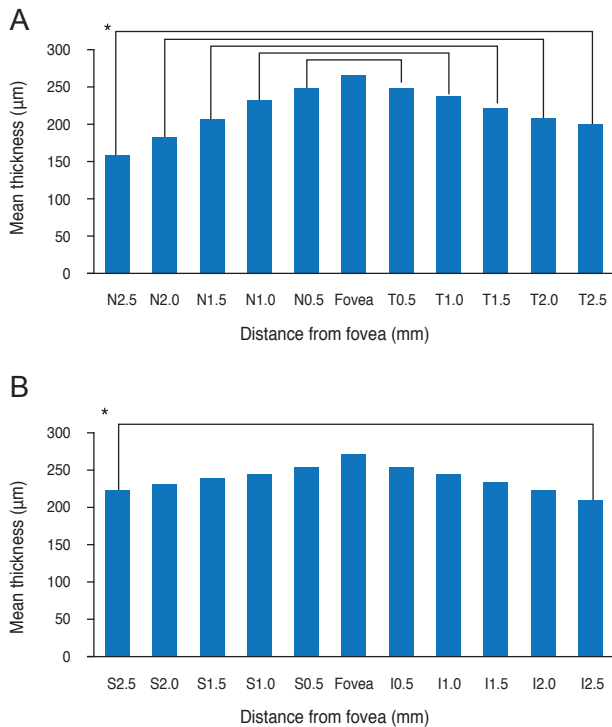 A
*
300
250
200
150
100
50
0
Mean thickness (μm)
N2.5 N2.0 N1.5 N1.0 N0.5 Fovea T0.5 T1.0 T1.5 T2.0 T2.5
Distance from fovea (mm)
B
*
300
250
200
150
100
50
0
Mean thickness (μm)
S2.5 S2.0 S1.5 S1.0 S0.5 Fovea I0.5 I1.0 I1.5 I2.0 I2.5
Distance from fovea (mm)